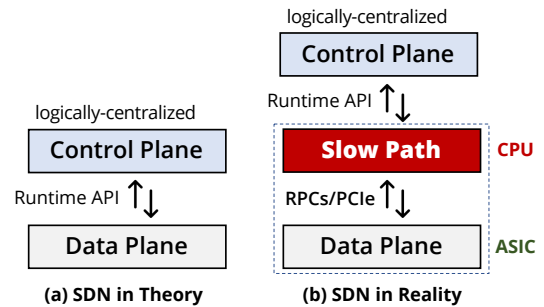 logically-centralized
Control Plane
Runtime API
Data Plane
(a) SDN in Theory
logically-centralized
Control Plane
Runtime API
Slow Path
CPU
RPCs/PCIe
Data Plane
ASIC
(b) SDN in Reality